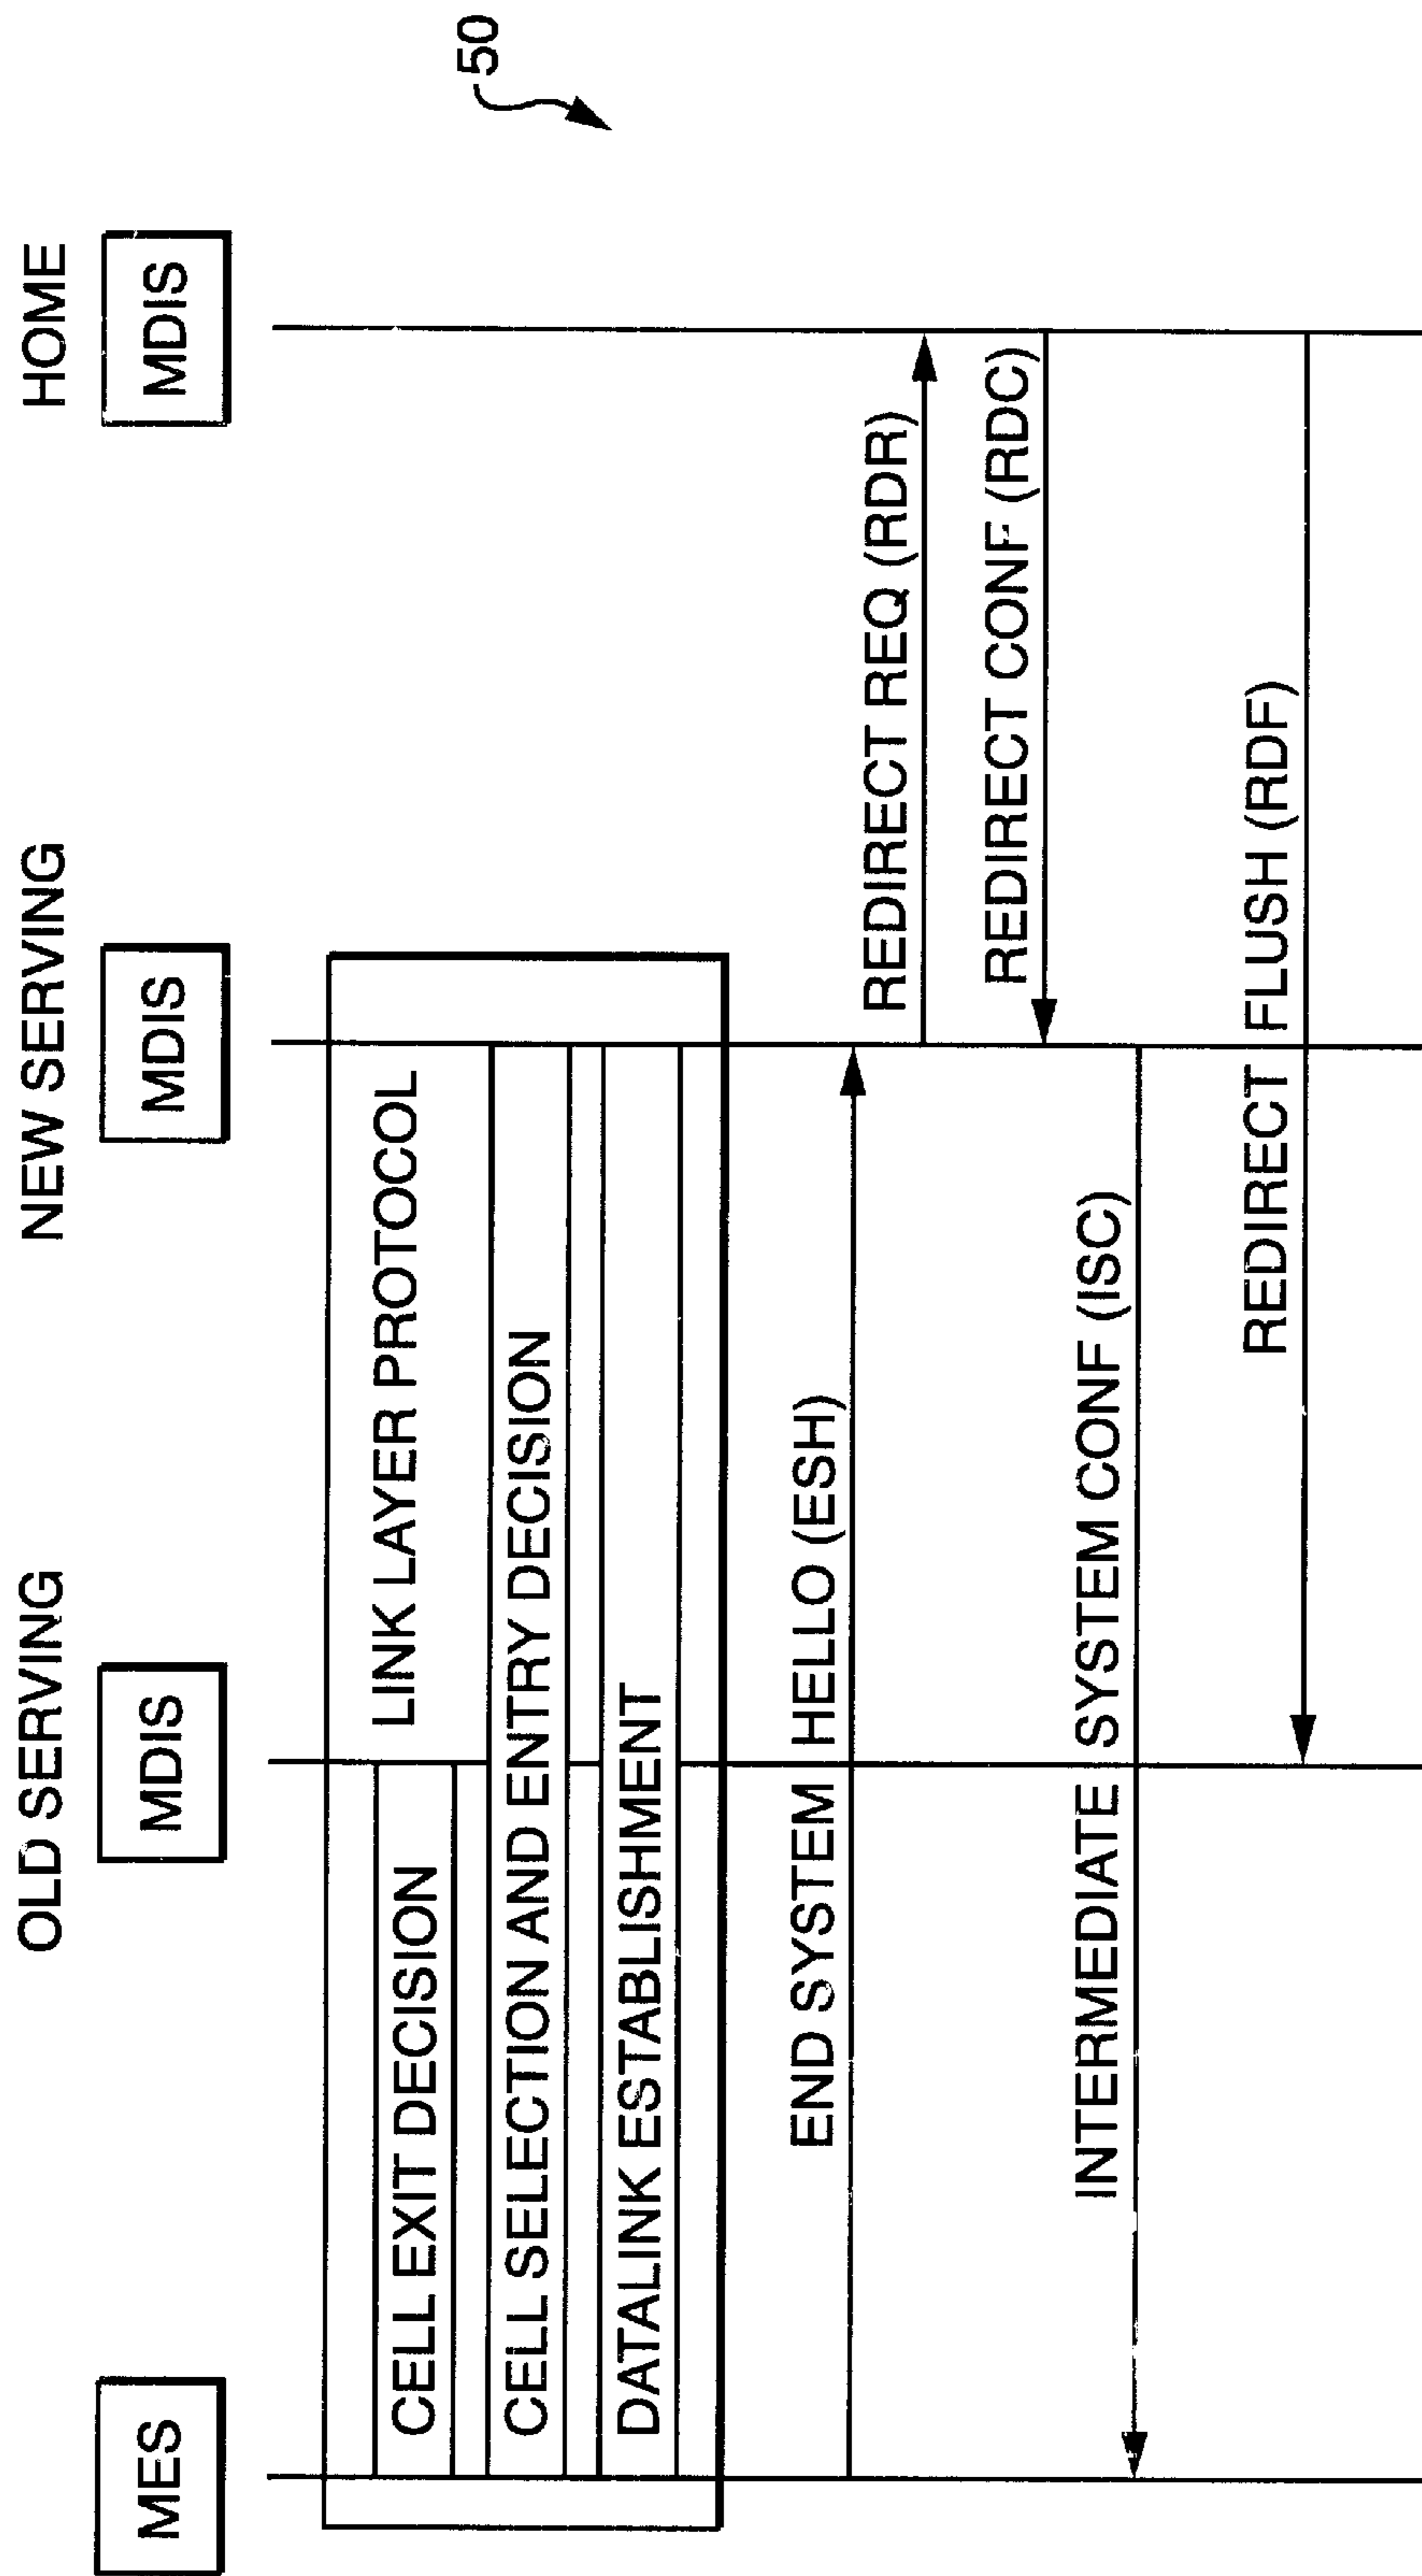 50
OLD SERVING
NEW SERVING
HOME
MES
MDIS
MDIS
MDIS
LINK LAYER PROTOCOL
CELL EXIT DECISION
CELL SELECTION AND ENTRY DECISION
DATALINK ESTABLISHMENT
END SYSTEM HELLO (ESH)
REDIRECT REQ (RDR)
REDIRECT CONF (RDC)
INTERMEDIATE SYSTEM CONF (ISC)
REDIRECT FLUSH (RDF)